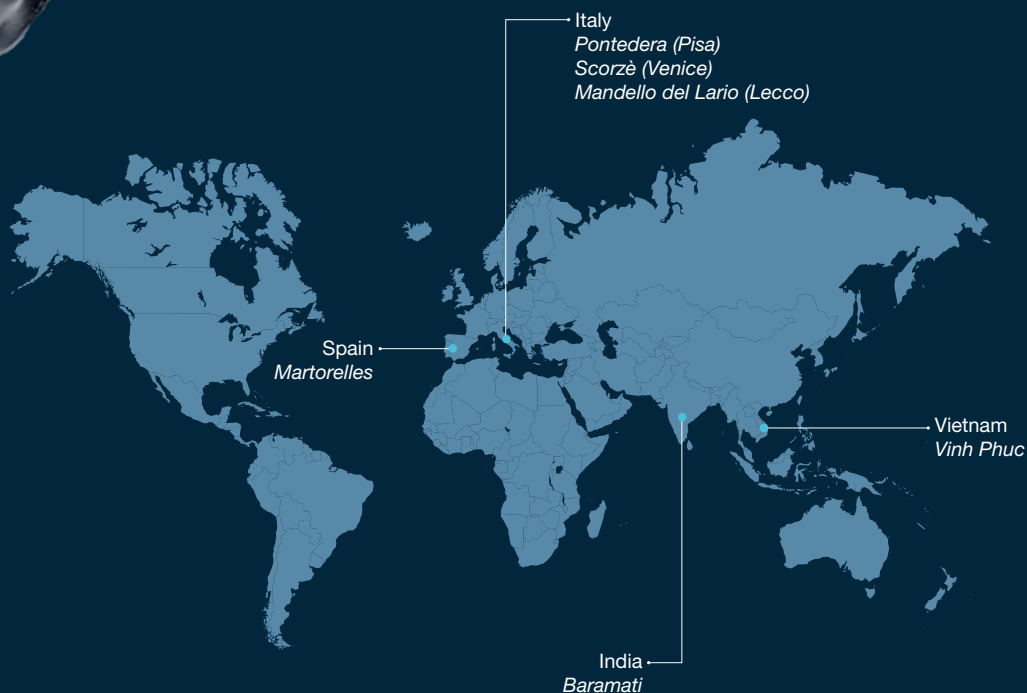 Italy
Pontedera (Pisa)
Scorzè (Venice)
Mandello del Lario (Lecco)
Spain
Martorelles
Vietnam
Vinh Phuc
India
Baramati